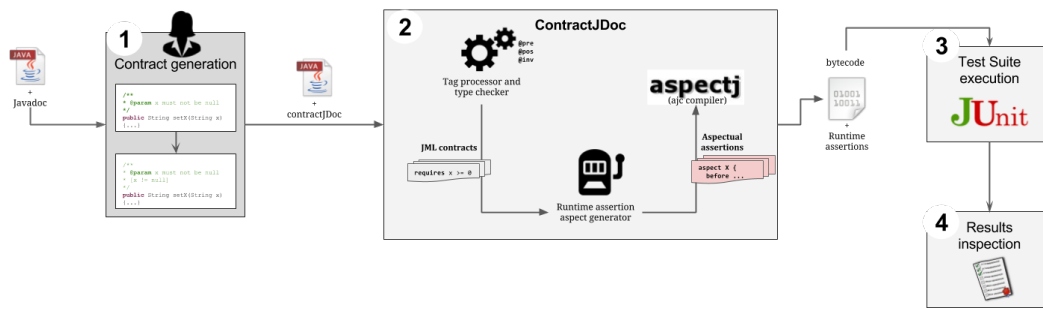 JAVA
+
Javadoc
1
Contract generation
/**
* @param a must not be null
*/
public String setX(String a)
{...}
/**
* @param a must not be null
* [x != null]
*/
public String setX(String a)
{...}
JAVA
+
contractJDoc
2
ContractJDoc
@pre
@pos
@inv
Tag processor and
type checker
JML contracts
requires x >= 0
Runtime assertion
aspect generator
aspectj
(ajc compiler)
Aspectual
assertions
aspect X {
before ...
bytecode
01001
10011
+
Runtime
assertions
3
Test Suite
execution
JUnit
4
Results
inspection